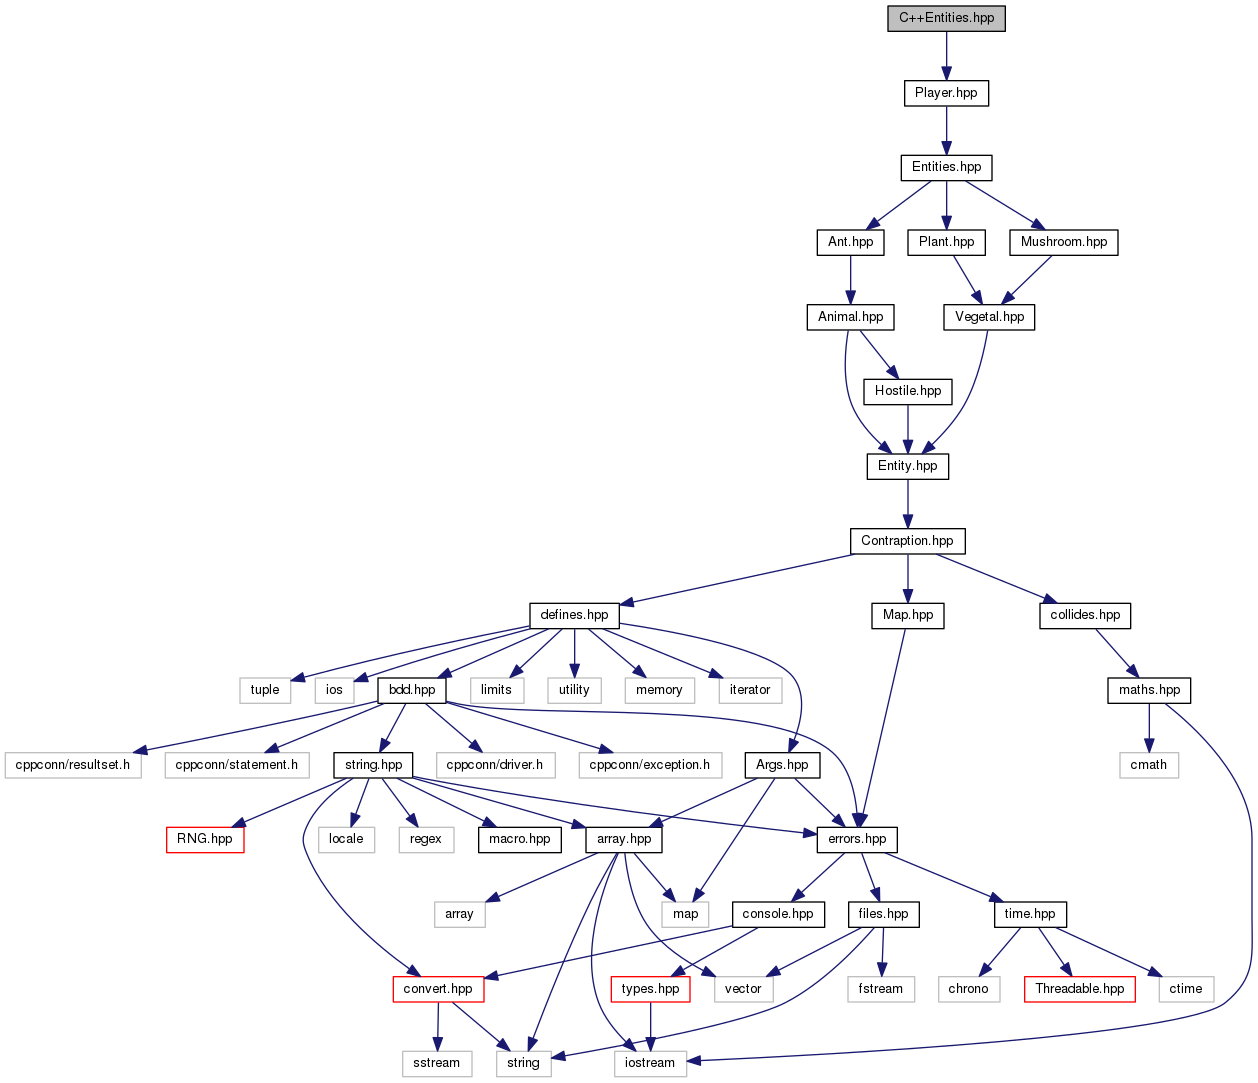 C++Entities.hpp
Player.hpp
Entities.hpp
Ant.hpp
Plant.hpp
Mushroom.hpp
Animal.hpp
Vegetal.hpp
Hostile.hpp
Entity.hpp
Contraption.hpp
defines.hpp
Map.hpp
collides.hpp
tuple
ios
bdd.hpp
limits
utility
memory
iterator
maths.hpp
cppconn/resultset.h
cppconn/statement.h
string.hpp
cppconn/driver.h
cppconn/exception.h
Args.hpp
cmath
RNG.hpp
locale
regex
macro.hpp
array.hpp
errors.hpp
array
map
console.hpp
files.hpp
time.hpp
convert.hpp
types.hpp
vector
fstream
chrono
Threadable.hpp
ctime
sstream
string
iostream